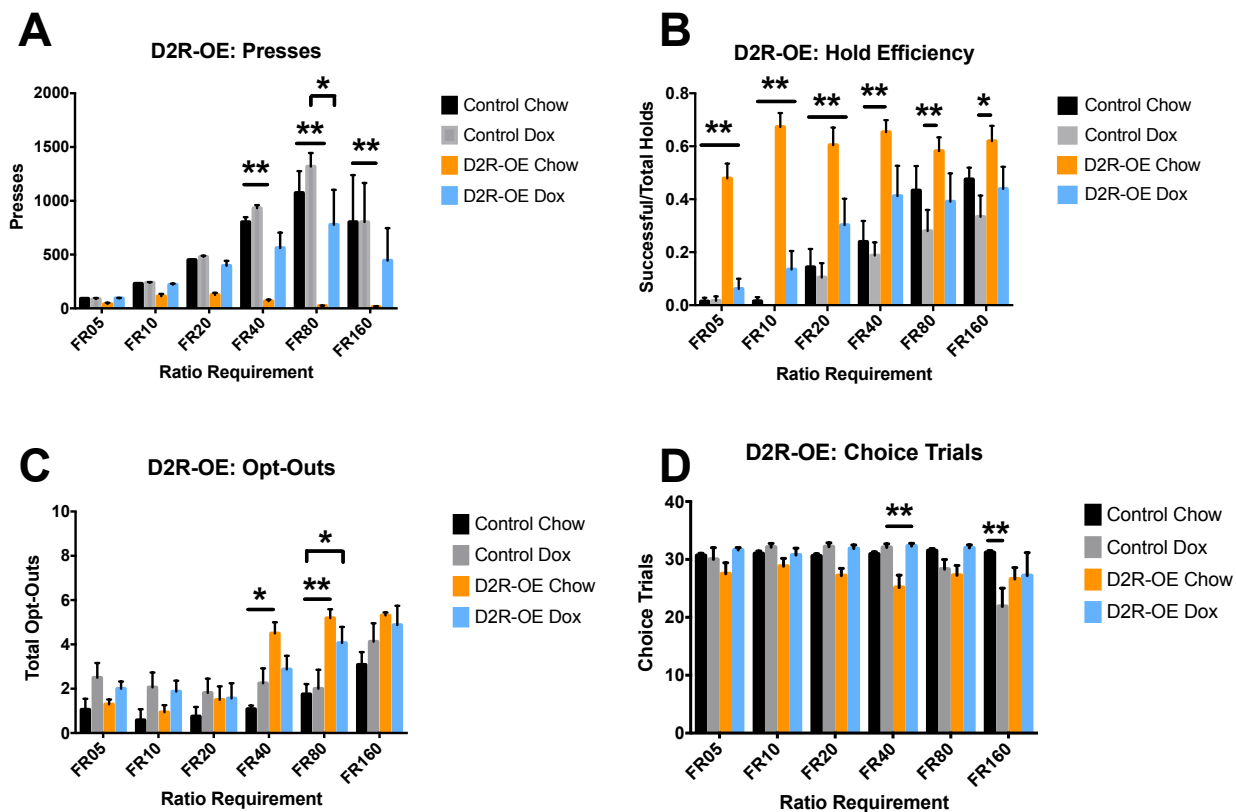 A
D2R-OE: Presses
Presses
2000
1500
1000
500
0
*
**
**
**
FR05
FR10
FR20
FR40
FR80
FR160
Ratio Requirement
Control Chow
Control Dox
D2R-OE Chow
D2R-OE Dox
B
D2R-OE: Hold Efficiency
Successful/Total Holds
0.8
0.6
0.4
0.2
0.0
**
**
**
**
**
*
FR05
FR10
FR20
FR40
FR80
FR160
Ratio Requirement
Control Chow
Control Dox
D2R-OE Chow
D2R-OE Dox
C
D2R-OE: Opt-Outs
Total Opt-Outs
10
8
6
4
2
0
*
*
**
FR05
FR10
FR20
FR40
FR80
FR160
Ratio Requirement
Control Chow
Control Dox
D2R-OE Chow
D2R-OE Dox
D
D2R-OE: Choice Trials
Choice Trials
40
30
20
10
0
**
**
FR05
FR10
FR20
FR40
FR80
FR160
Ratio Requirement
Control Chow
Control Dox
D2R-OE Chow
D2R-OE Dox